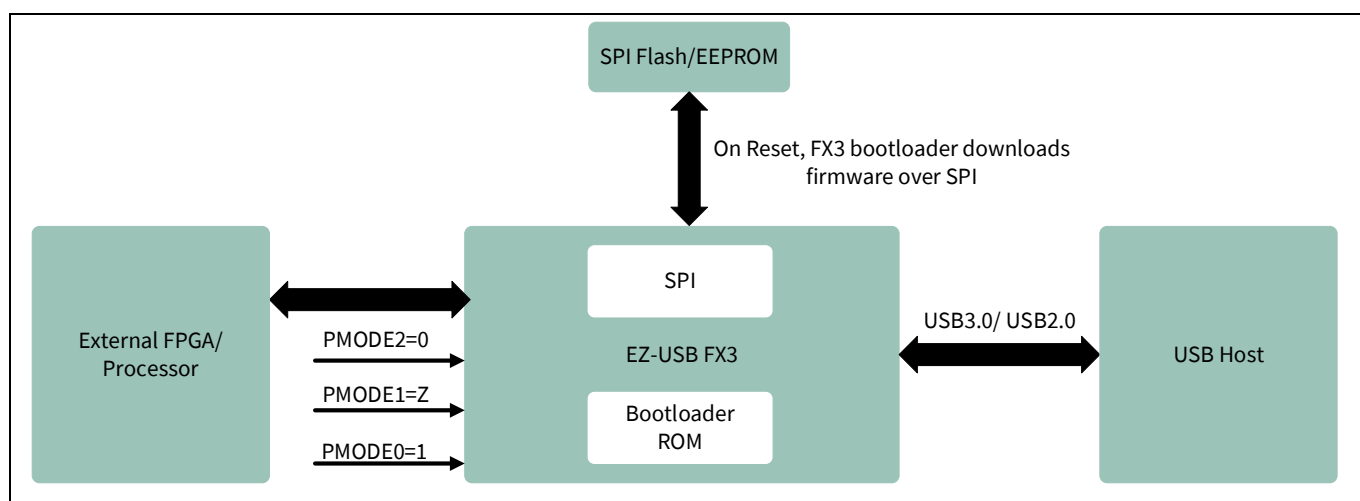 SPI Flash/EEPROM
On Reset, FX3 bootloader downloads
firmware over SPI
External FPGA/
Processor
PMODE2=0
PMODE1=Z
PMODE0=1
SPI
EZ-USB FX3
Bootloader
ROM
USB3.0/ USB2.0
USB Host